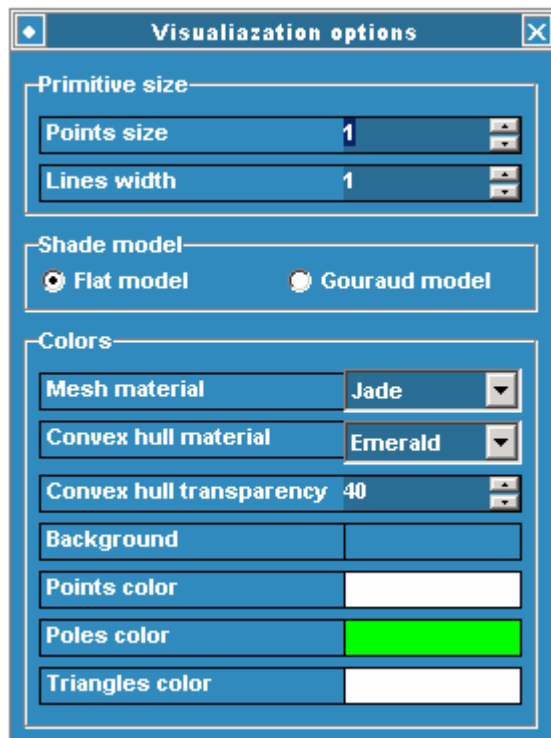 Visualiazation options
Primitive size
Points size 1
Lines width 1
Shade model
Flat model Gouraud model
Colors
Mesh material Jade
Convex hull material Emerald
Convex hull transparency 40
Background
Points color
Poles color
Triangles color